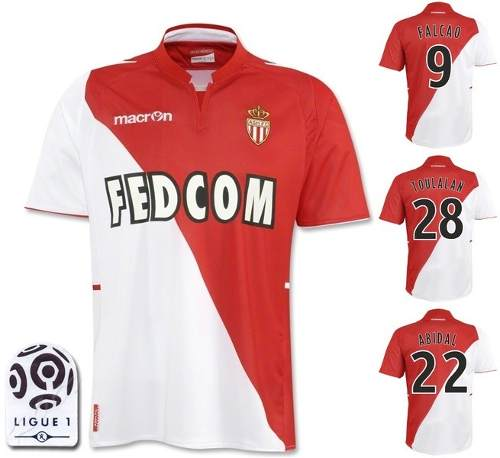 macron
FEDCOM
LIGUE 1
FALCAO
9
TOULALAN
28
ABIDAL
22